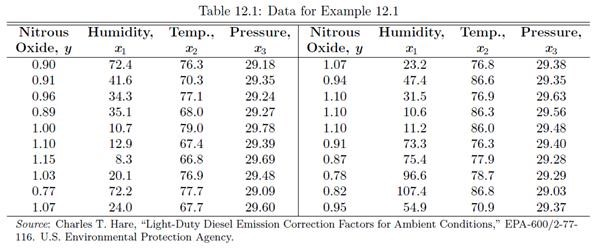 Table 12.1: Data for Example 12.1
Nitrous Humidity, Temp., Pressure, Nitrous Humidity, Temp., Pressure,
Oxide, y x1 x2 x3 Oxide, y x1 x2 x3
0.90 72.4 76.3 29.18 1.07 23.2 76.8 29.38
0.91 41.6 70.3 29.35 0.94 47.4 86.6 29.35
0.96 34.3 77.1 29.24 1.10 31.5 76.9 29.63
0.89 35.1 68.0 29.27 1.10 10.6 86.3 29.56
1.00 10.7 79.0 29.78 1.10 11.2 86.0 29.48
1.10 12.9 67.4 29.39 0.91 73.3 76.3 29.40
1.15 8.3 66.8 29.69 0.87 75.4 77.9 29.28
1.03 20.1 76.9 29.48 0.78 96.6 78.7 29.29
0.77 72.2 77.7 29.09 0.82 107.4 86.8 29.03
1.07 24.0 67.7 29.60 0.95 54.9 70.9 29.37
Source: Charles T. Hare, “Light-Duty Diesel Emission Correction Factors for Ambient Conditions,” EPA-600/2-77-
116. U.S. Environmental Protection Agency.